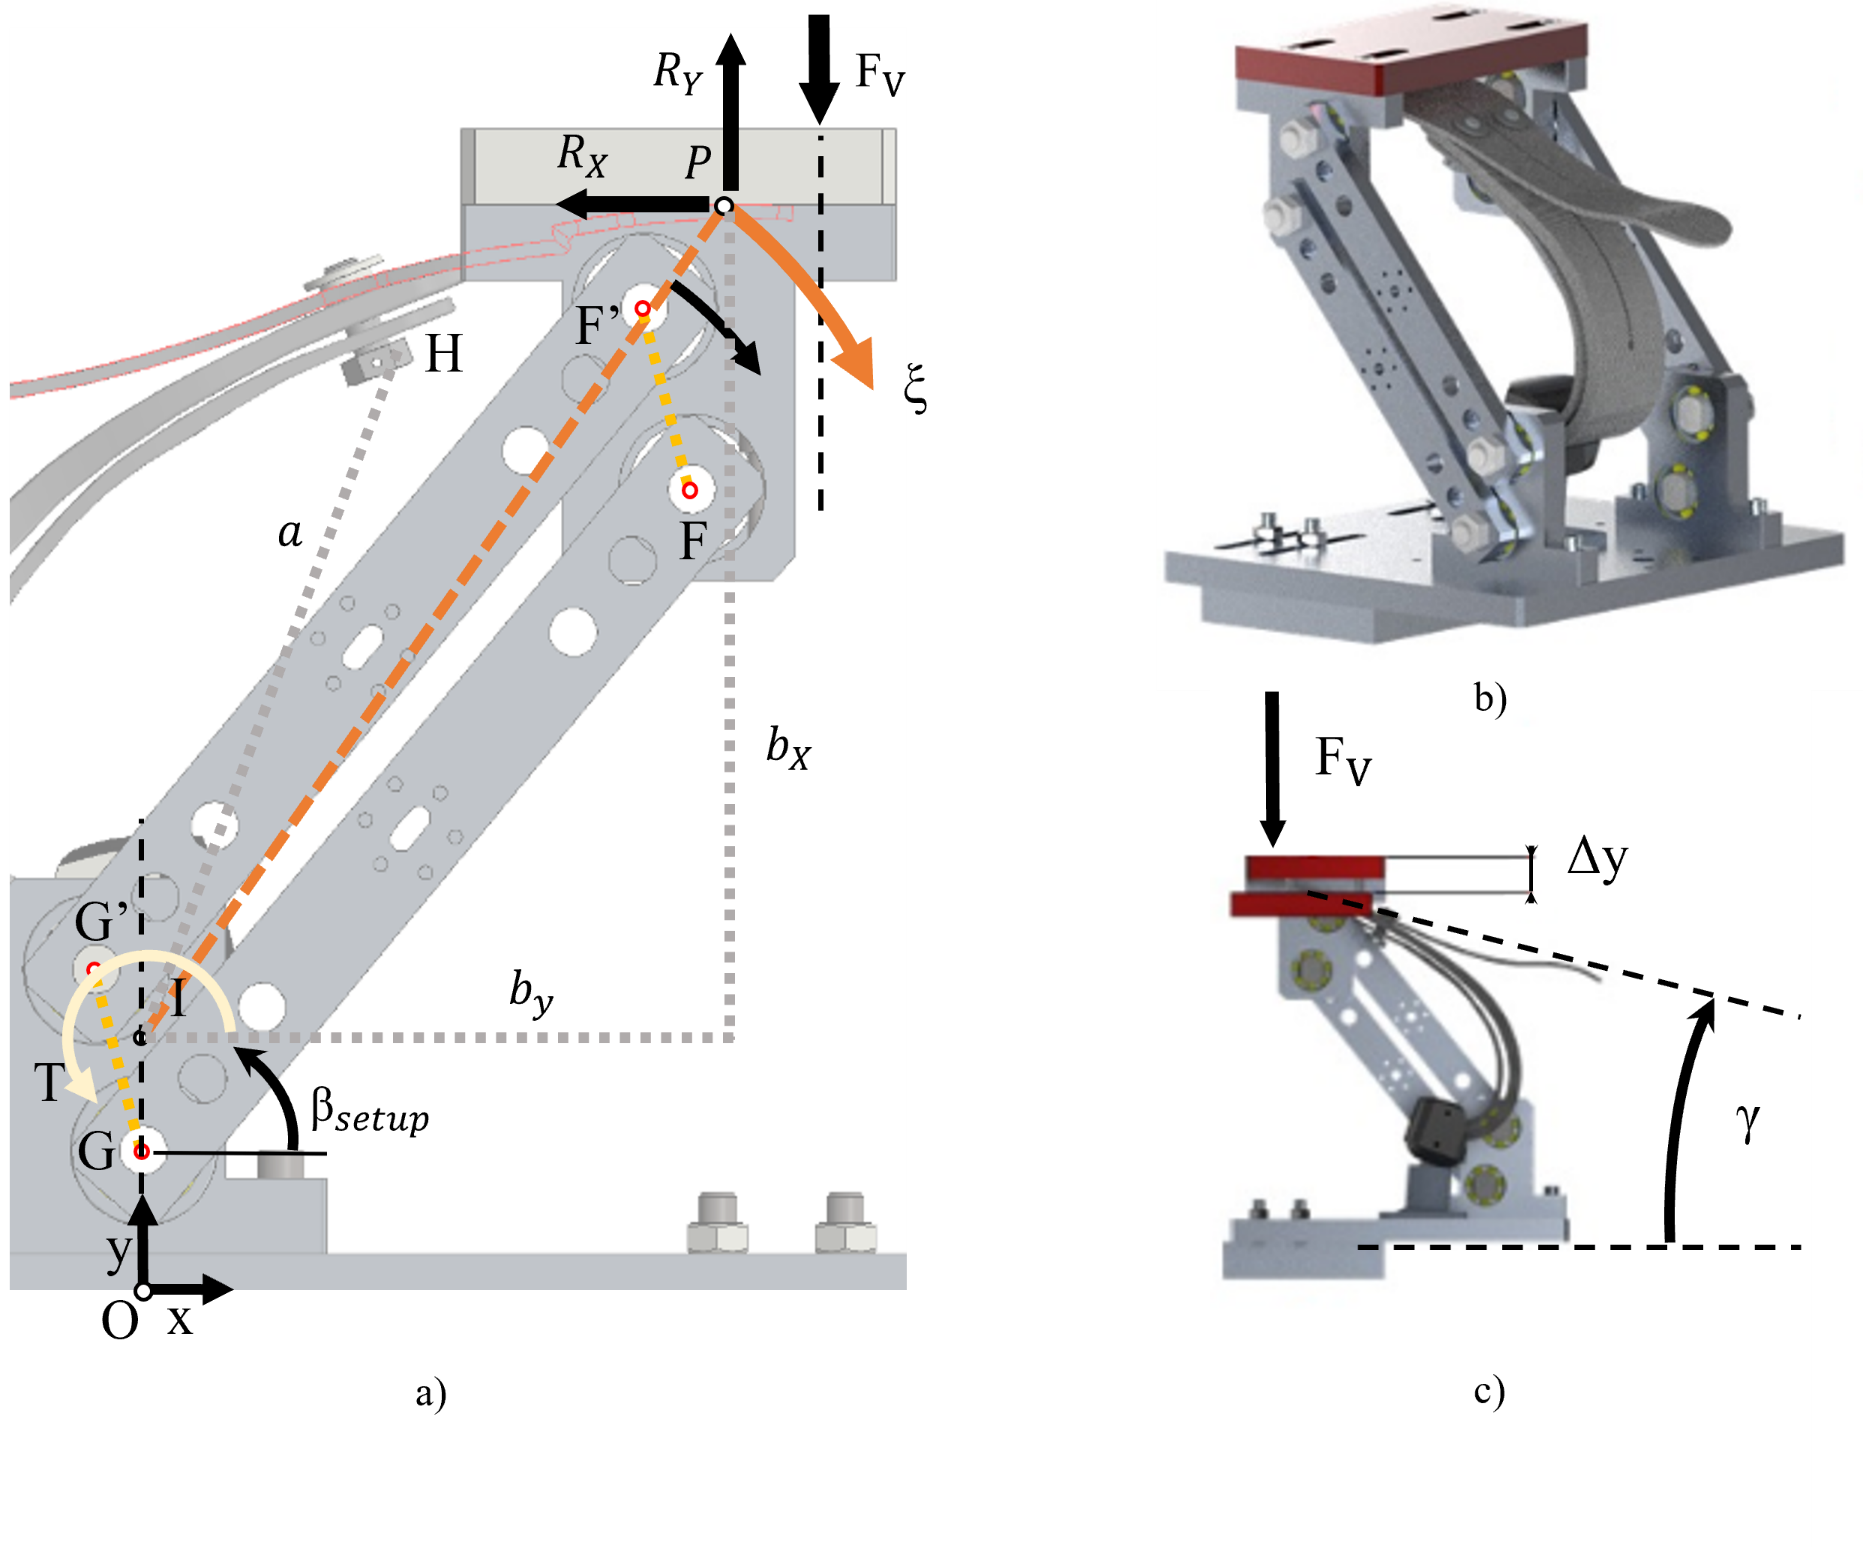 R_Y
F_V
R_X
P
F'
H
ξ
a
F
b_X
G'
I
b_y
T
β_setup
G
y
O
x
a)
b)
F_V
Δy
γ
c)